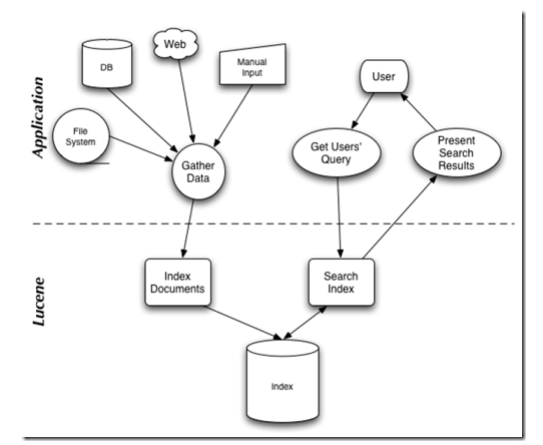 Application
DB
Web
Manual
Input
File
System
Gather
Data
User
Get Users'
Query
Present
Search
Results
Lucene
Index
Documents
Search
Index
Index